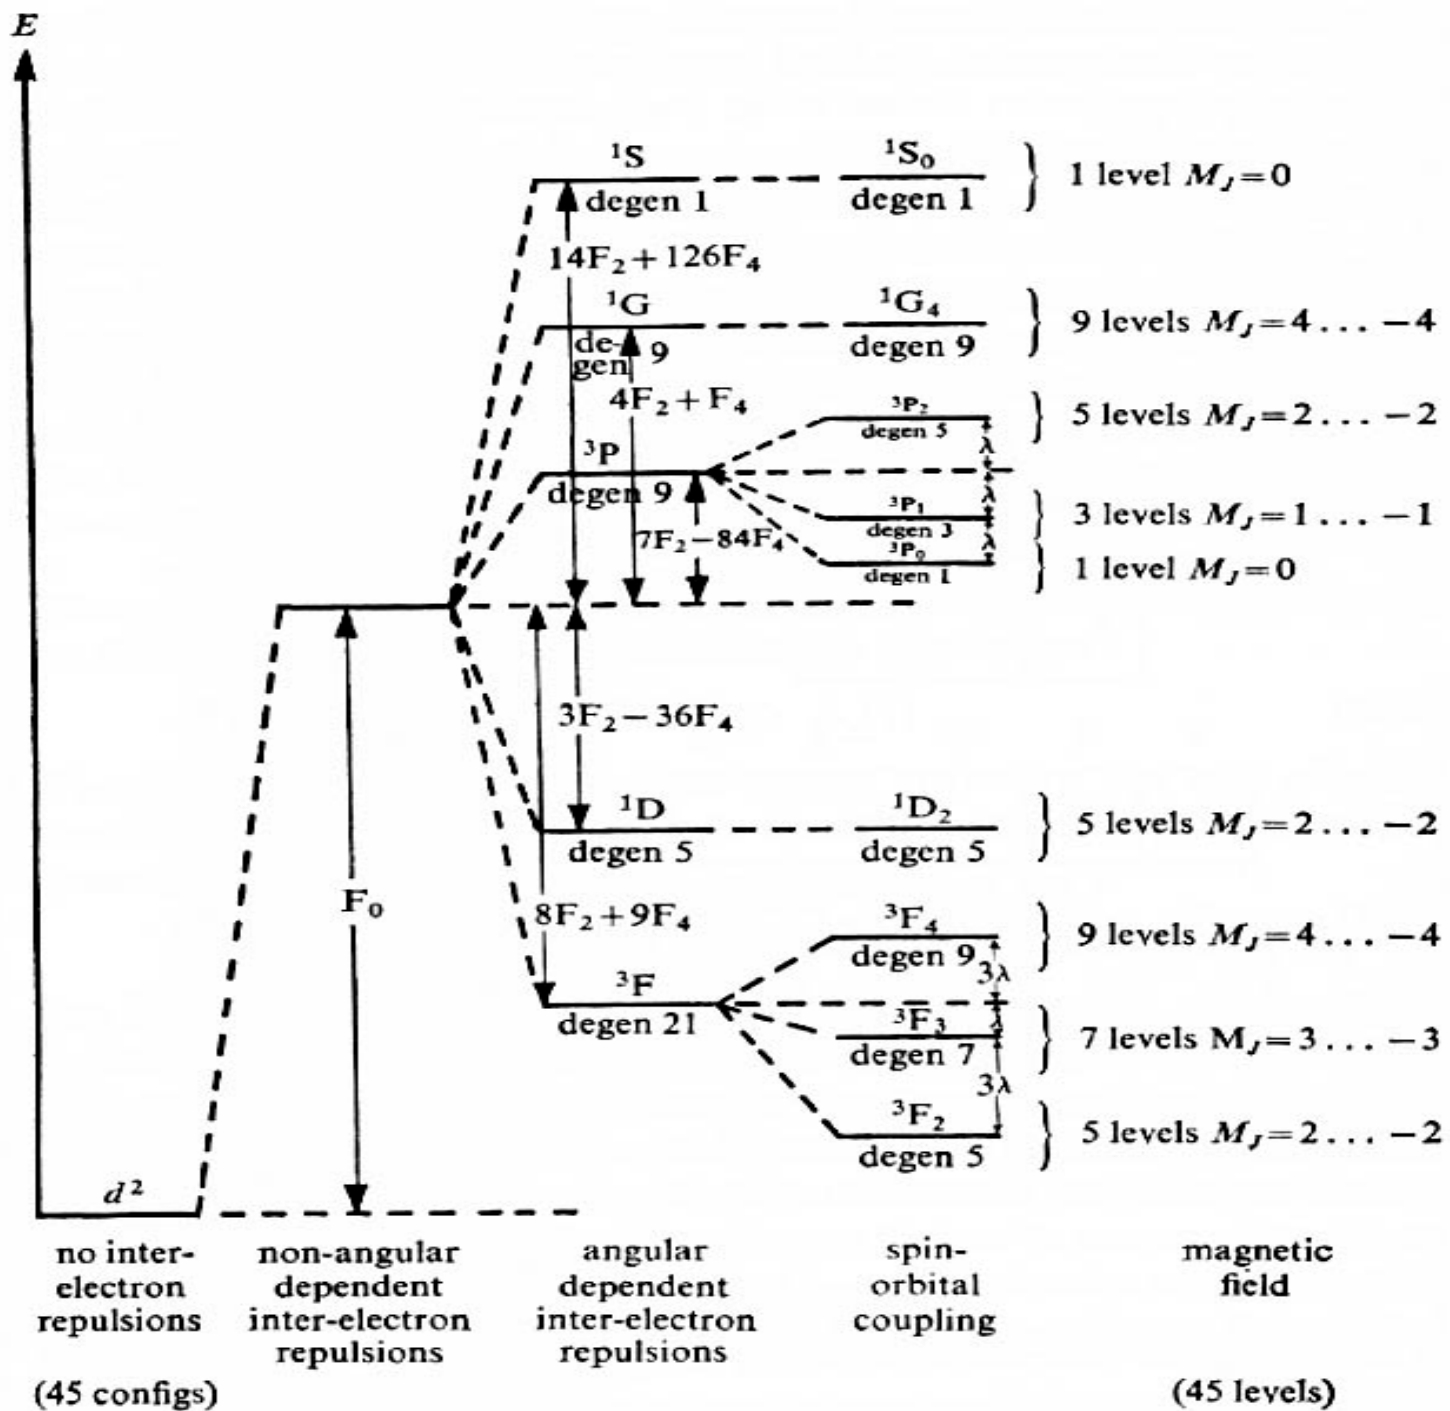 E
¹S
¹S₀
degen 1
degen 1
1 level M_J=0
14F₂+126F₄
¹G
¹G₄
de-
gen 9
degen 9
9 levels M_J=4...−4
4F₂+F₄
³P₂
degen 5
5 levels M_J=2...−2
λ
³P
degen 9
λ
³P₁
degen 3
3 levels M_J=1...−1
7F₂−84F₄
λ
³P₀
degen 1
1 level M_J=0
3F₂−36F₄
¹D
¹D₂
degen 5
degen 5
5 levels M_J=2...−2
F₀
8F₂+9F₄
³F₄
degen 9
9 levels M_J=4...−4
3λ
³F
degen 21
λ
³F₃
degen 7
7 levels M_J=3...−3
3λ
³F₂
degen 5
5 levels M_J=2...−2
d²
no inter-
electron
repulsions
non-angular
dependent
inter-electron
repulsions
angular
dependent
inter-electron
repulsions
spin-
orbital
coupling
magnetic
field
(45 configs)
(45 levels)